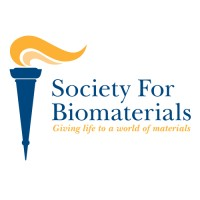 Society For
Biomaterials
Giving life to a world of materials